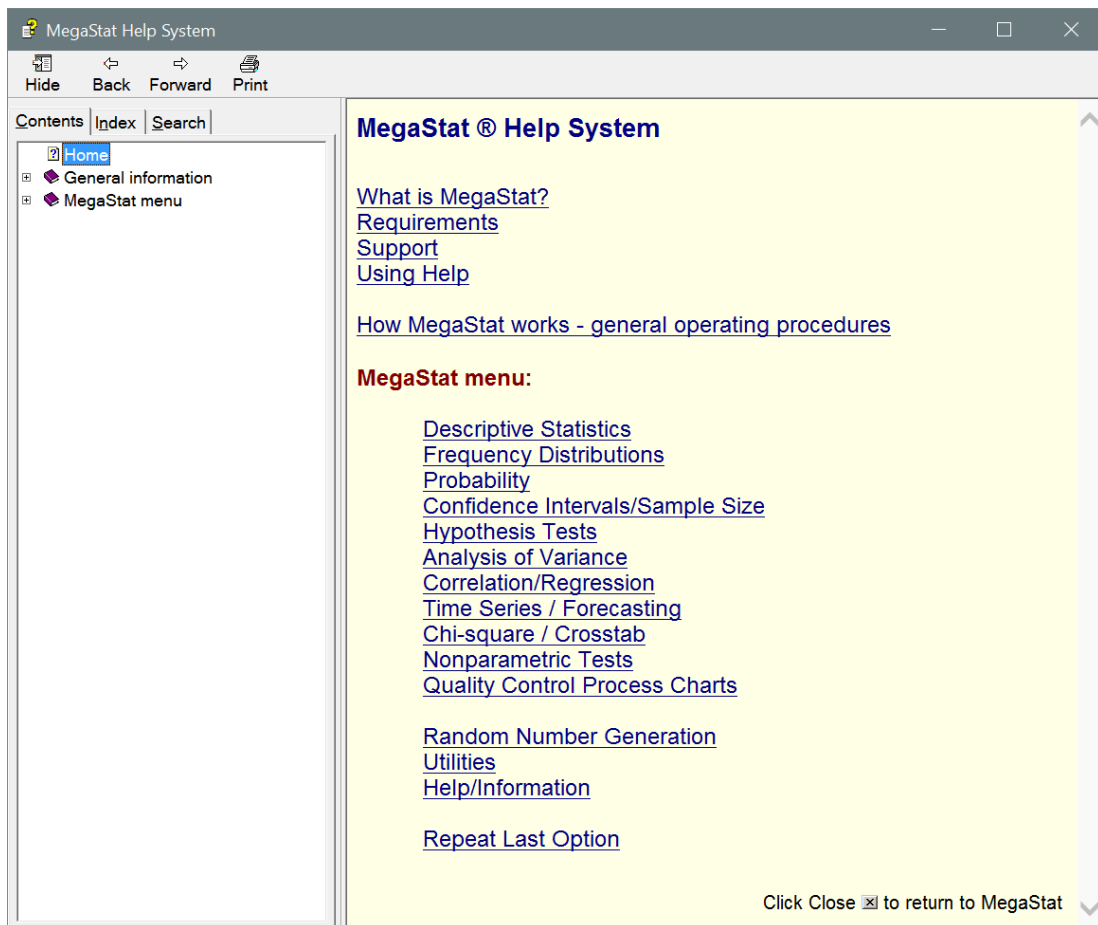 MegaStat Help System
Hide Back Forward Print
Contents Index Search
Home
General information
MegaStat menu
MegaStat ® Help System
What is MegaStat?
Requirements
Support
Using Help
How MegaStat works - general operating procedures
MegaStat menu:
Descriptive Statistics
Frequency Distributions
Probability
Confidence Intervals/Sample Size
Hypothesis Tests
Analysis of Variance
Correlation/Regression
Time Series / Forecasting
Chi-square / Crosstab
Nonparametric Tests
Quality Control Process Charts
Random Number Generation
Utilities
Help/Information
Repeat Last Option
Click Close x to return to MegaStat